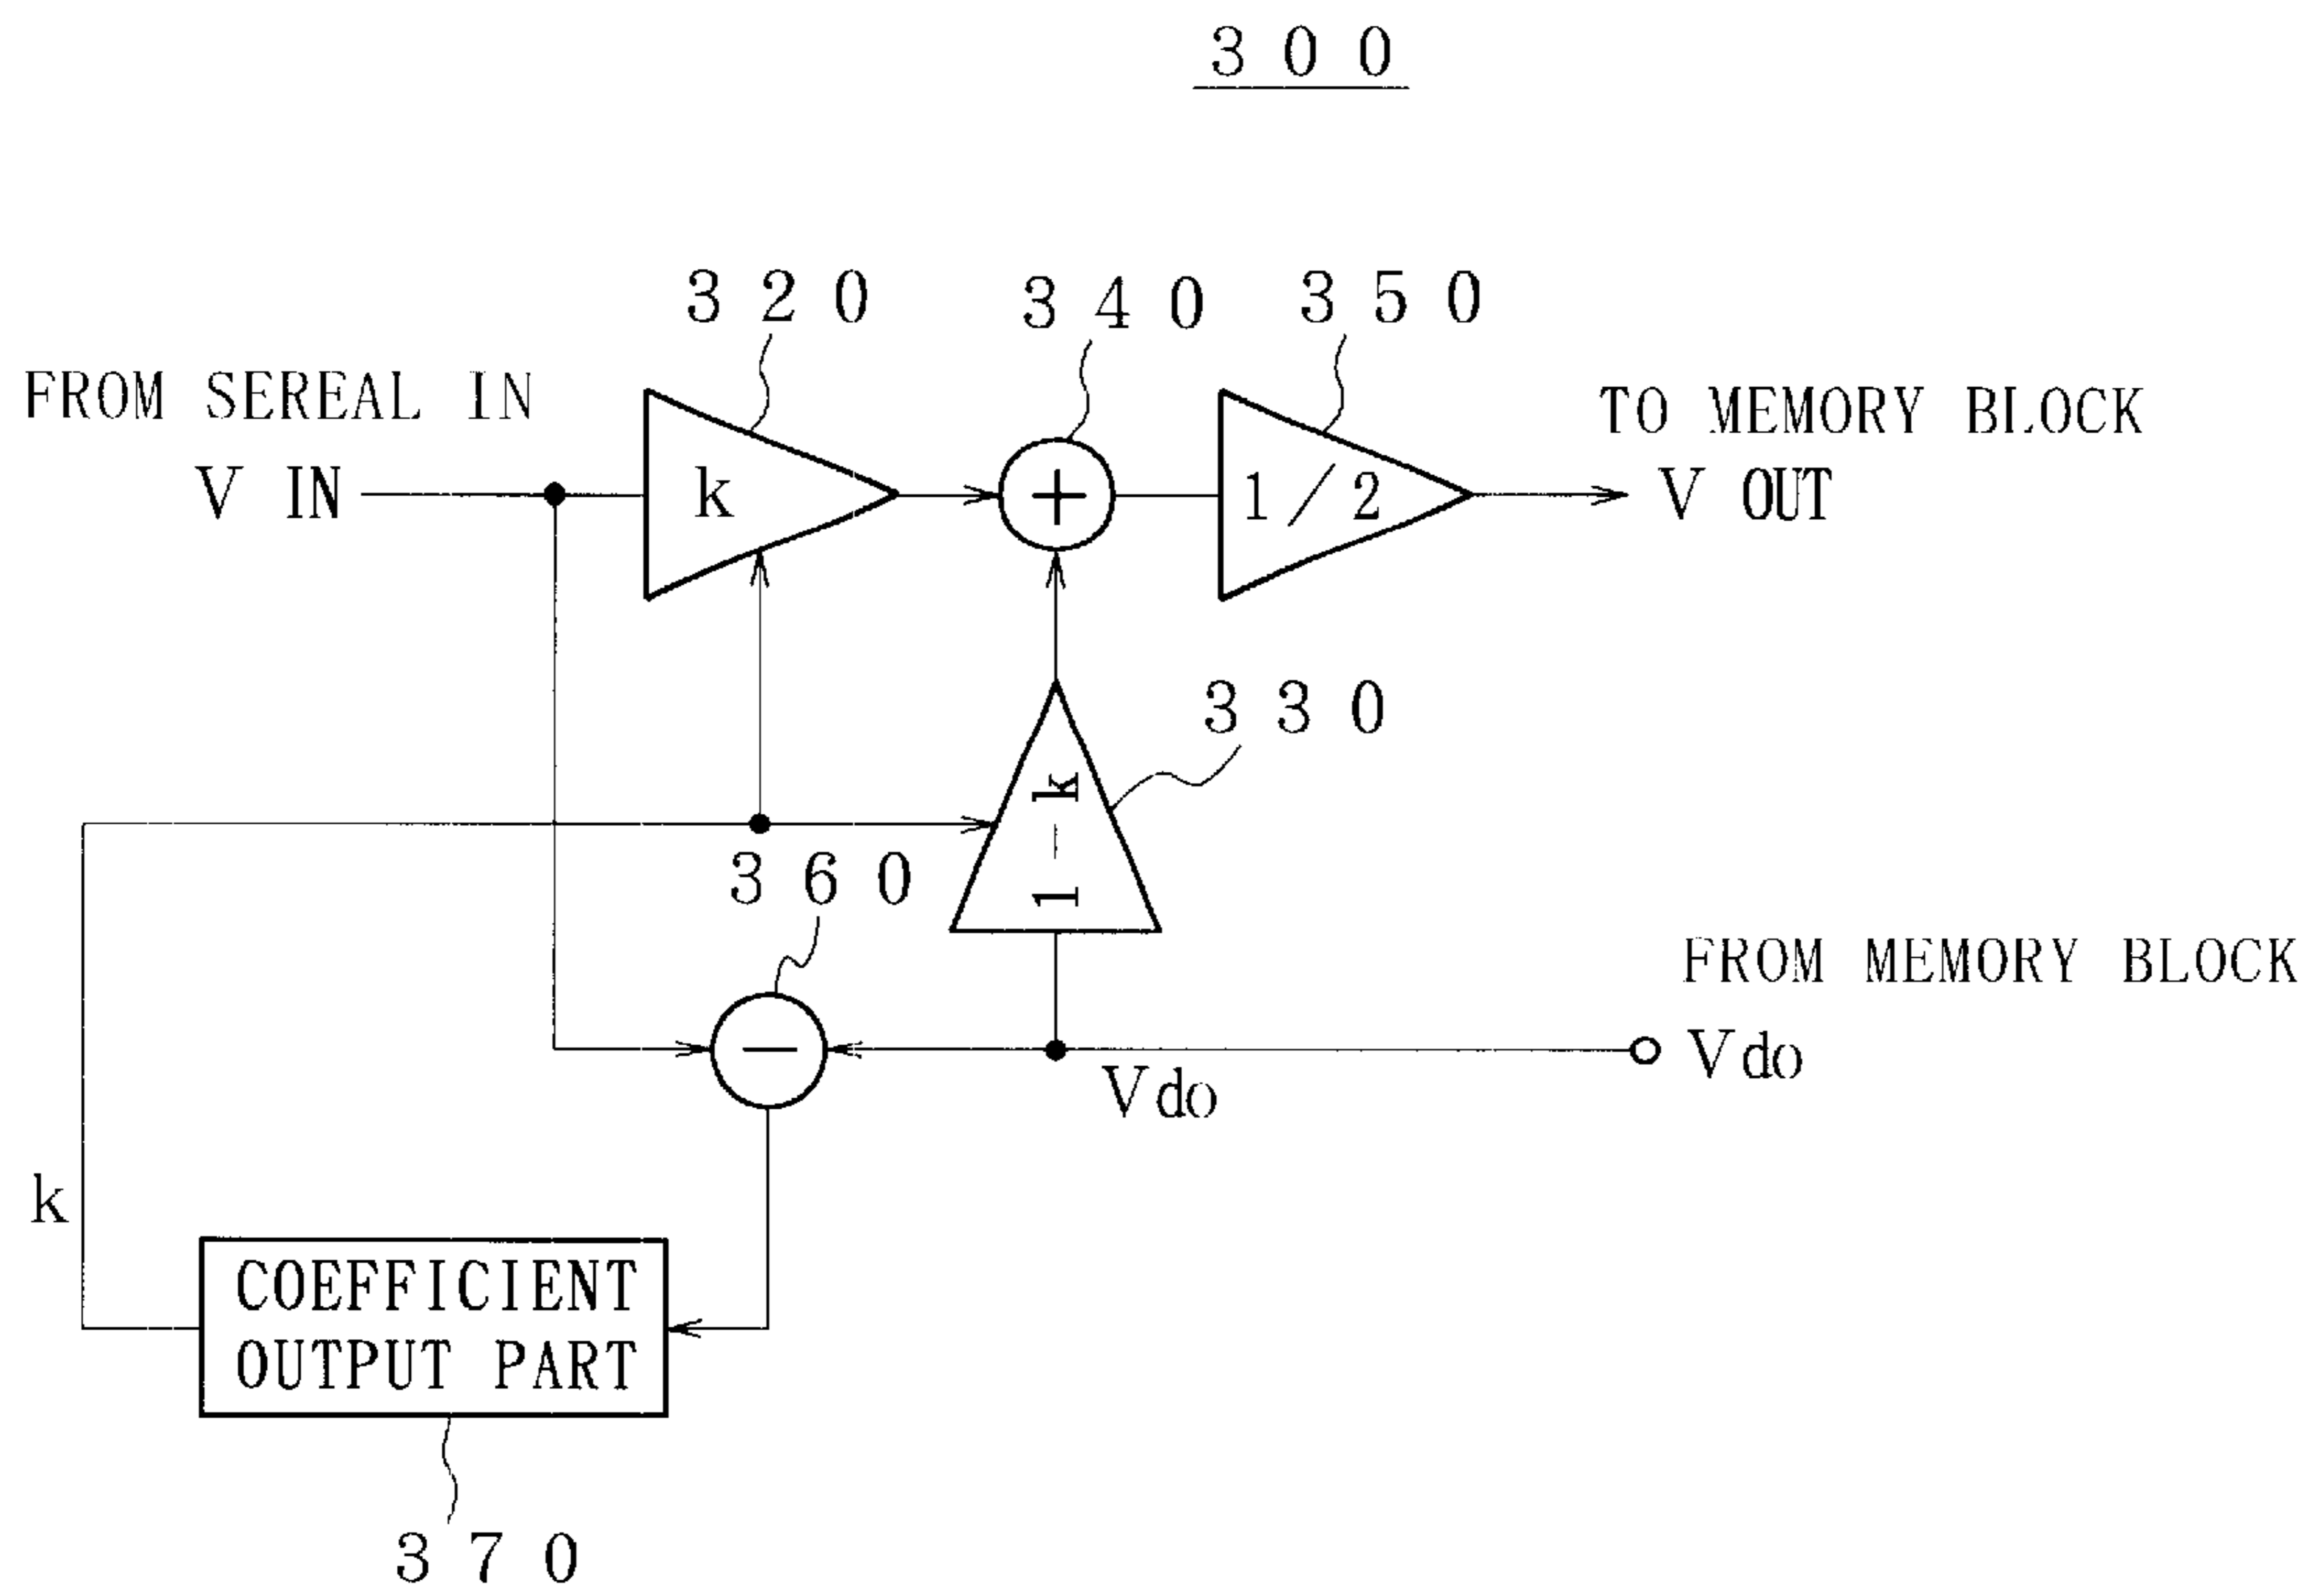 300
320
340
350
FROM SEREAL IN
TO MEMORY BLOCK
V IN
k
+
1/2
V OUT
330
1-k
360
FROM MEMORY BLOCK
−
Vdo
Vdo
k
COEFFICIENT
OUTPUT PART
370